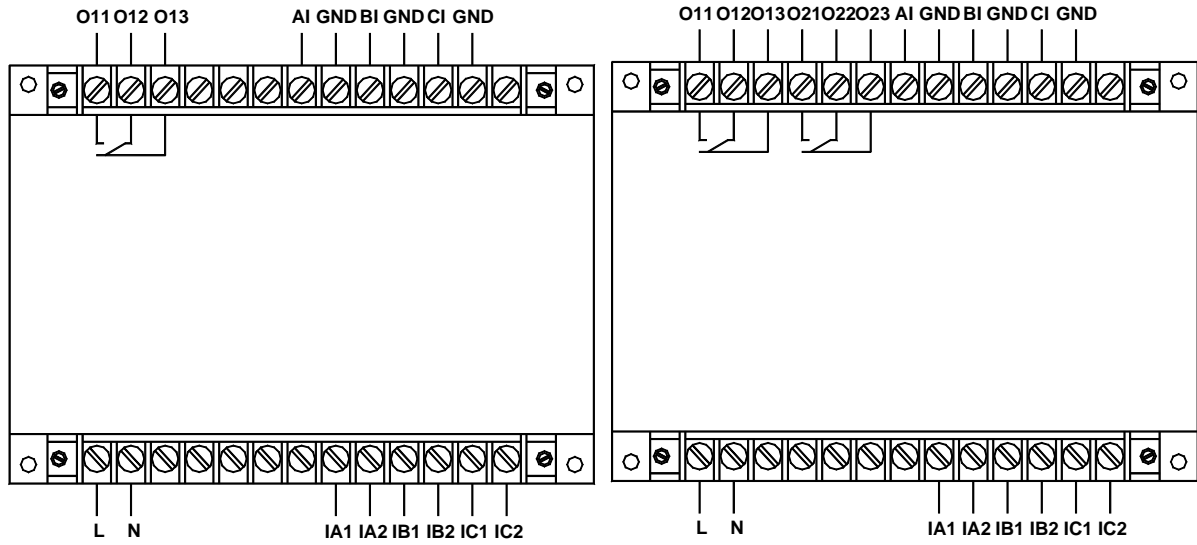 O11 O12 O13 AI GND BI GND CI GND
O11 O12 O13 O21 O22 O23 AI GND BI GND CI GND
L N IA1 IA2 IB1 IB2 IC1 IC2
L N IA1 IA2 IB1 IB2 IC1 IC2